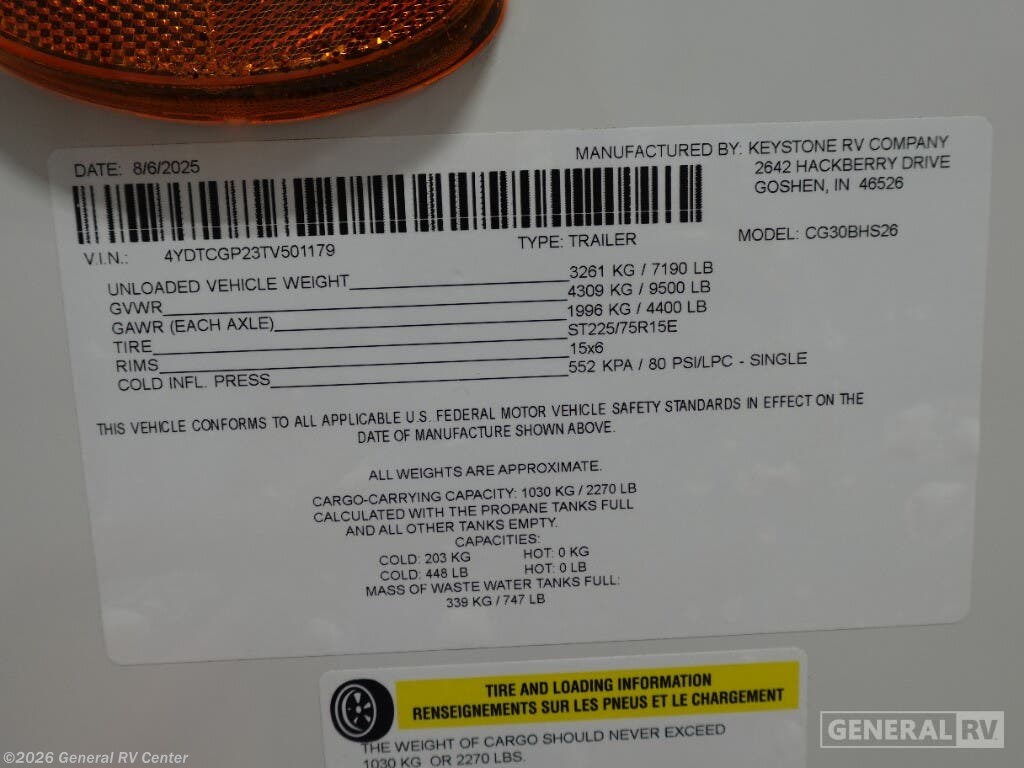 DATE: 8/6/2025
MANUFACTURED BY: KEYSTONE RV COMPANY
2642 HACKBERRY DRIVE
GOSHEN, IN 46526
V.I.N.: 4YDTCGP23TV501179
TYPE: TRAILER
MODEL: CG30BHS26
UNLOADED VEHICLE WEIGHT 3261 KG / 7190 LB
GVWR 4309 KG / 9500 LB
GAWR (EACH AXLE) 1996 KG / 4400 LB
TIRE ST225/75R15E
RIMS 15x6
COLD INFL. PRESS 552 KPA / 80 PSI/LPC - SINGLE
THIS VEHICLE CONFORMS TO ALL APPLICABLE U.S. FEDERAL MOTOR VEHICLE SAFETY STANDARDS IN EFFECT ON THE
DATE OF MANUFACTURE SHOWN ABOVE.
ALL WEIGHTS ARE APPROXIMATE.
CARGO-CARRYING CAPACITY: 1030 KG / 2270 LB
CALCULATED WITH THE PROPANE TANKS FULL
AND ALL OTHER TANKS EMPTY.
CAPACITIES:
COLD: 203 KG HOT: 0 KG
COLD: 448 LB HOT: 0 LB
MASS OF WASTE WATER TANKS FULL:
339 KG / 747 LB
TIRE AND LOADING INFORMATION
RENSEIGNEMENTS SUR LES PNEUS ET LE CHARGEMENT
THE WEIGHT OF CARGO SHOULD NEVER EXCEED
1030 KG OR 2270 LBS.
GENERAL RV
©2026 General RV Center